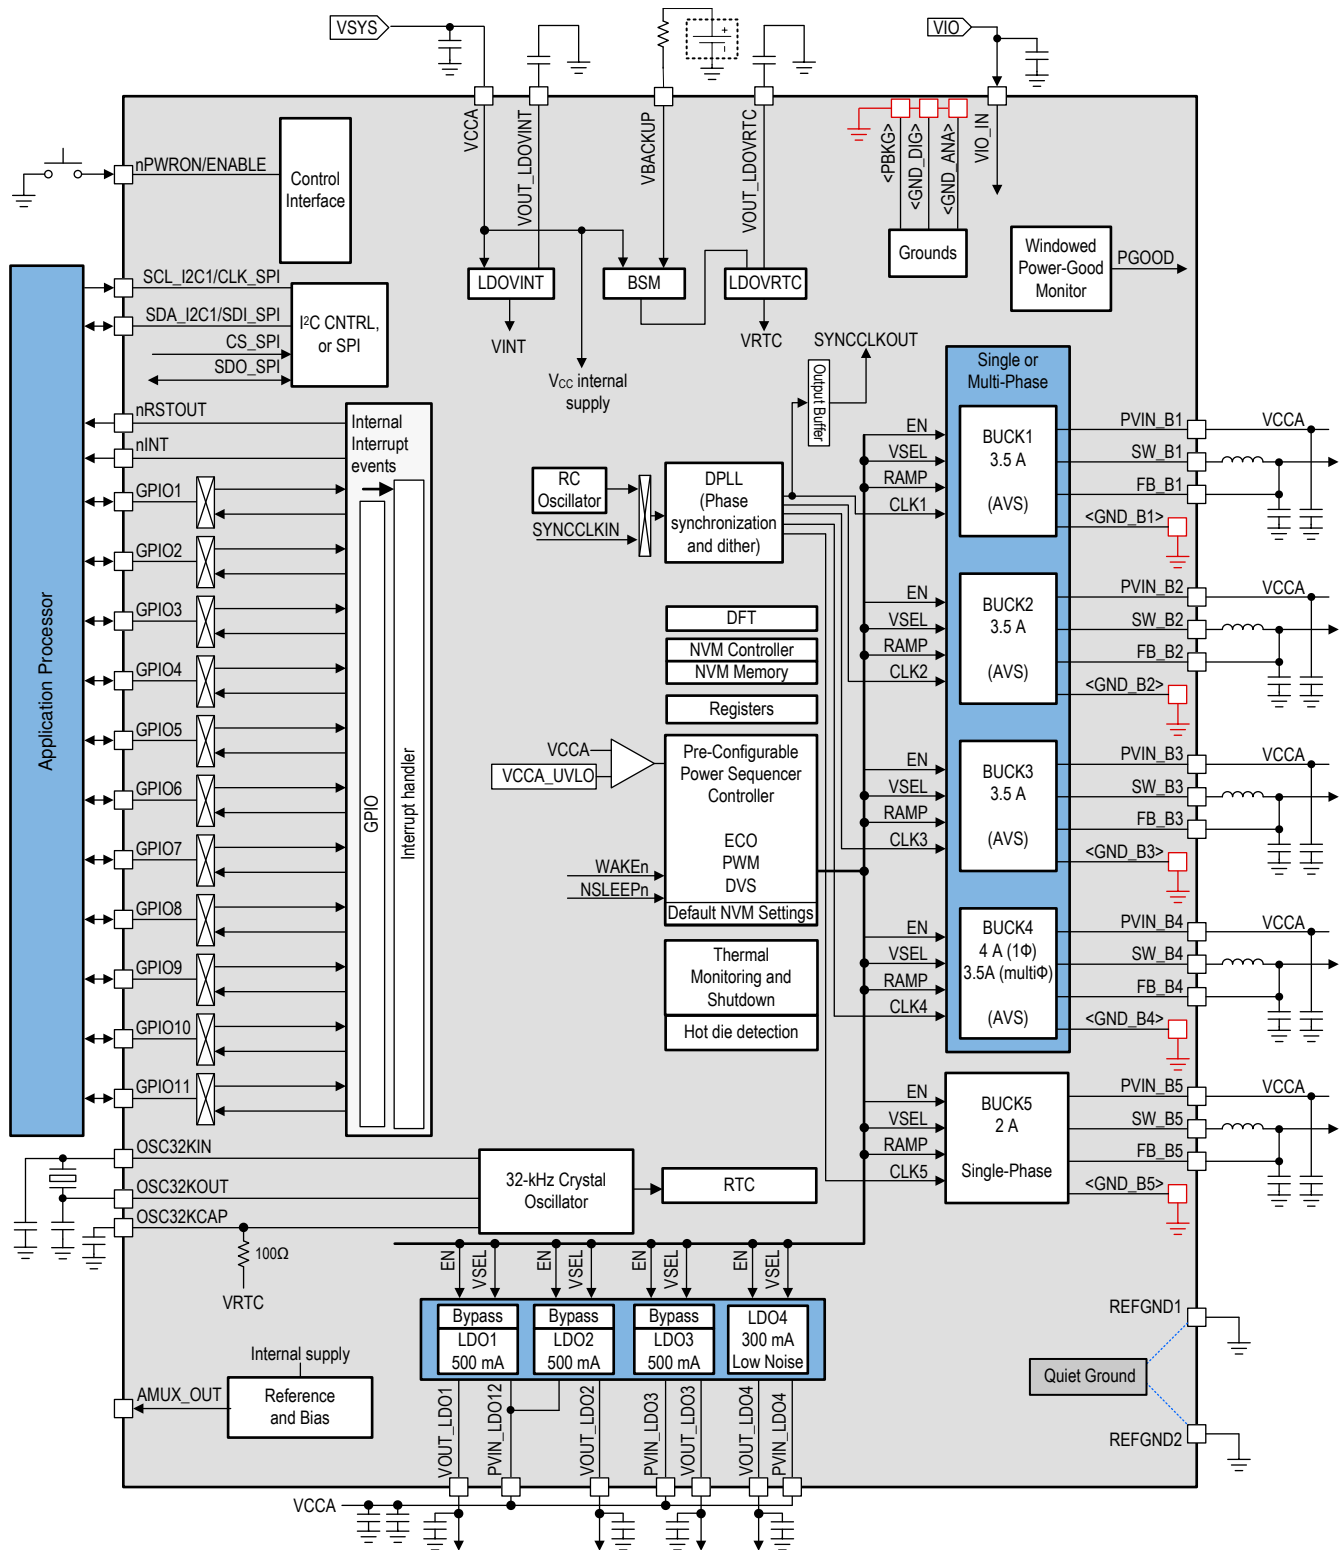 VSYS
+
VIO
VCCA
VOUT_LDOVINT
VBACKUP
VOUT_LDOVRTC
<PBKG>
<GND_DIG>
<GND_ANA>
VIO_IN
nPWRON/ENABLE
Control
Interface
Grounds
Windowed
Power-Good
Monitor
PGOOD
LDOVINT
BSM
LDOVRTC
VINT
VRTC
Vcc internal
supply
SYNCCLKOUT
Output Buffer
Application Processor
SCL_I2C1/CLK_SPI
SDA_I2C1/SDI_SPI
CS_SPI
SDO_SPI
I²C CNTRL,
or SPI
nRSTOUT
nINT
GPIO1
GPIO2
GPIO3
GPIO4
GPIO5
GPIO6
GPIO7
GPIO8
GPIO9
GPIO10
GPIO11
Internal
Interrupt
events
GPIO
Interrupt handler
RC
Oscillator
SYNCCLKIN
DPLL
(Phase
synchronization
and dither)
DFT
NVM Controller
NVM Memory
Registers
VCCA
VCCA_UVLO
Pre-Configurable
Power Sequencer
Controller
ECO
PWM
DVS
Default NVM Settings
WAKEn
NSLEEPn
Thermal
Monitoring and
Shutdown
Hot die detection
Single or
Multi-Phase
EN
VSEL
RAMP
CLK1
BUCK1
3.5 A
(AVS)
PVIN_B1
VCCA
SW_B1
FB_B1
<GND_B1>
EN
VSEL
RAMP
CLK2
BUCK2
3.5 A
(AVS)
PVIN_B2
VCCA
SW_B2
FB_B2
<GND_B2>
EN
VSEL
RAMP
CLK3
BUCK3
3.5 A
(AVS)
PVIN_B3
VCCA
SW_B3
FB_B3
<GND_B3>
EN
VSEL
RAMP
CLK4
BUCK4
4 A (1Φ)
3.5A (multiΦ)
(AVS)
PVIN_B4
VCCA
SW_B4
FB_B4
<GND_B4>
EN
VSEL
RAMP
CLK5
BUCK5
2 A
Single-Phase
PVIN_B5
VCCA
SW_B5
FB_B5
<GND_B5>
OSC32KIN
OSC32KOUT
OSC32KCAP
100Ω
VRTC
32-kHz Crystal
Oscillator
RTC
EN
VSEL
EN
VSEL
EN
VSEL
EN
VSEL
Bypass
LDO1
500 mA
Bypass
LDO2
500 mA
Bypass
LDO3
500 mA
LDO4
300 mA
Low Noise
Internal supply
Reference
and Bias
AMUX_OUT
VOUT_LDO1
PVIN_LDO12
VOUT_LDO2
PVIN_LDO3
VOUT_LDO3
VOUT_LDO4
PVIN_LDO4
VCCA
REFGND1
Quiet Ground
REFGND2